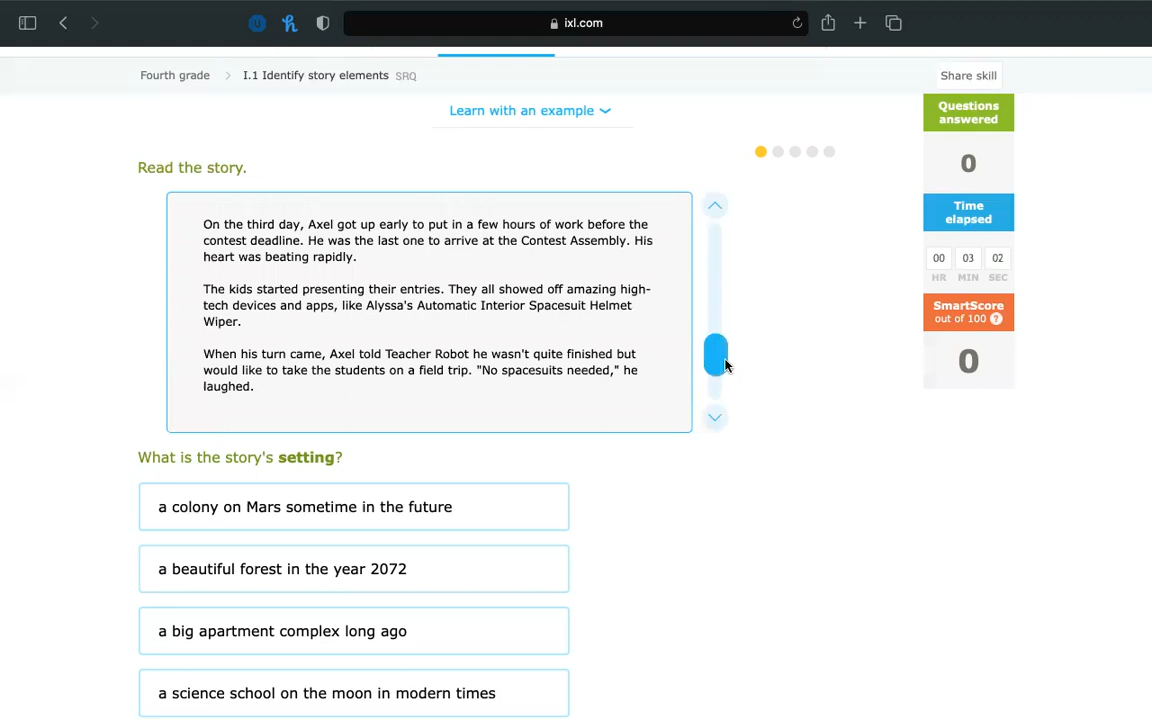 ixl.com
Fourth grade > I.1 Identify story elements SRQ
Share skill
Learn with an example
Questions
answered
0
Time
elapsed
00 03 02
HR MIN SEC
SmartScore
out of 100 ?
0
Read the story.
On the third day, Axel got up early to put in a few hours of work before the
contest deadline. He was the last one to arrive at the Contest Assembly. His
heart was beating rapidly.
The kids started presenting their entries. They all showed off amazing high-
tech devices and apps, like Alyssa's Automatic Interior Spacesuit Helmet
Wiper.
When his turn came, Axel told Teacher Robot he wasn't quite finished but
would like to take the students on a field trip. "No spacesuits needed," he
laughed.
What is the story's setting?
a colony on Mars sometime in the future
a beautiful forest in the year 2072
a big apartment complex long ago
a science school on the moon in modern times